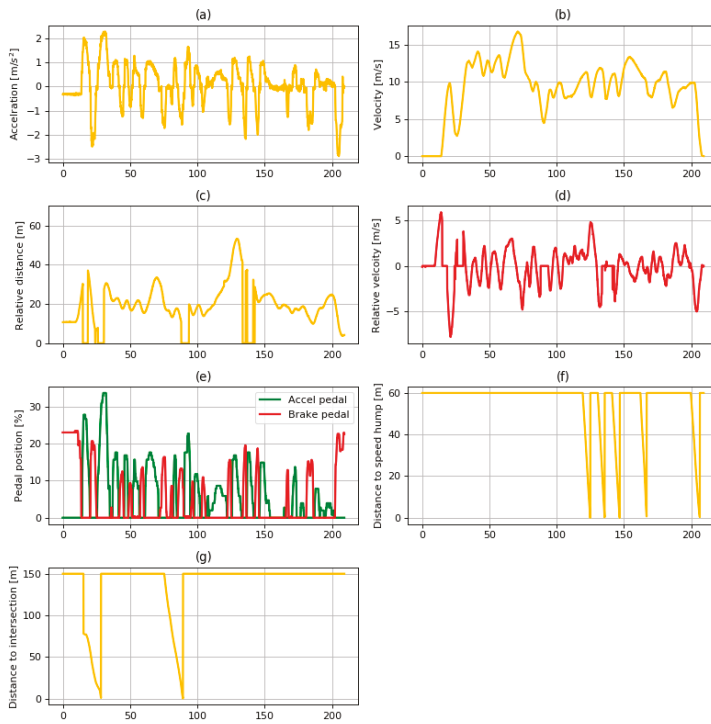 (a)
Accelration [m/s²]
2
1
0
−1
−2
−3
0 50 100 150 200
(b)
Velocity [m/s]
15
10
5
0
0 50 100 150 200
(c)
Relative distance [m]
60
40
20
0
0 50 100 150 200
(d)
Relative velcoity [m/s]
5
0
−5
0 50 100 150 200
(e)
Pedal position [%]
30
20
10
0
Accel pedal
Brake pedal
0 50 100 150 200
(f)
Distance to speed hump [m]
60
40
20
0
0 50 100 150 200
(g)
Distance to intersection [m]
150
100
50
0
0 50 100 150 200